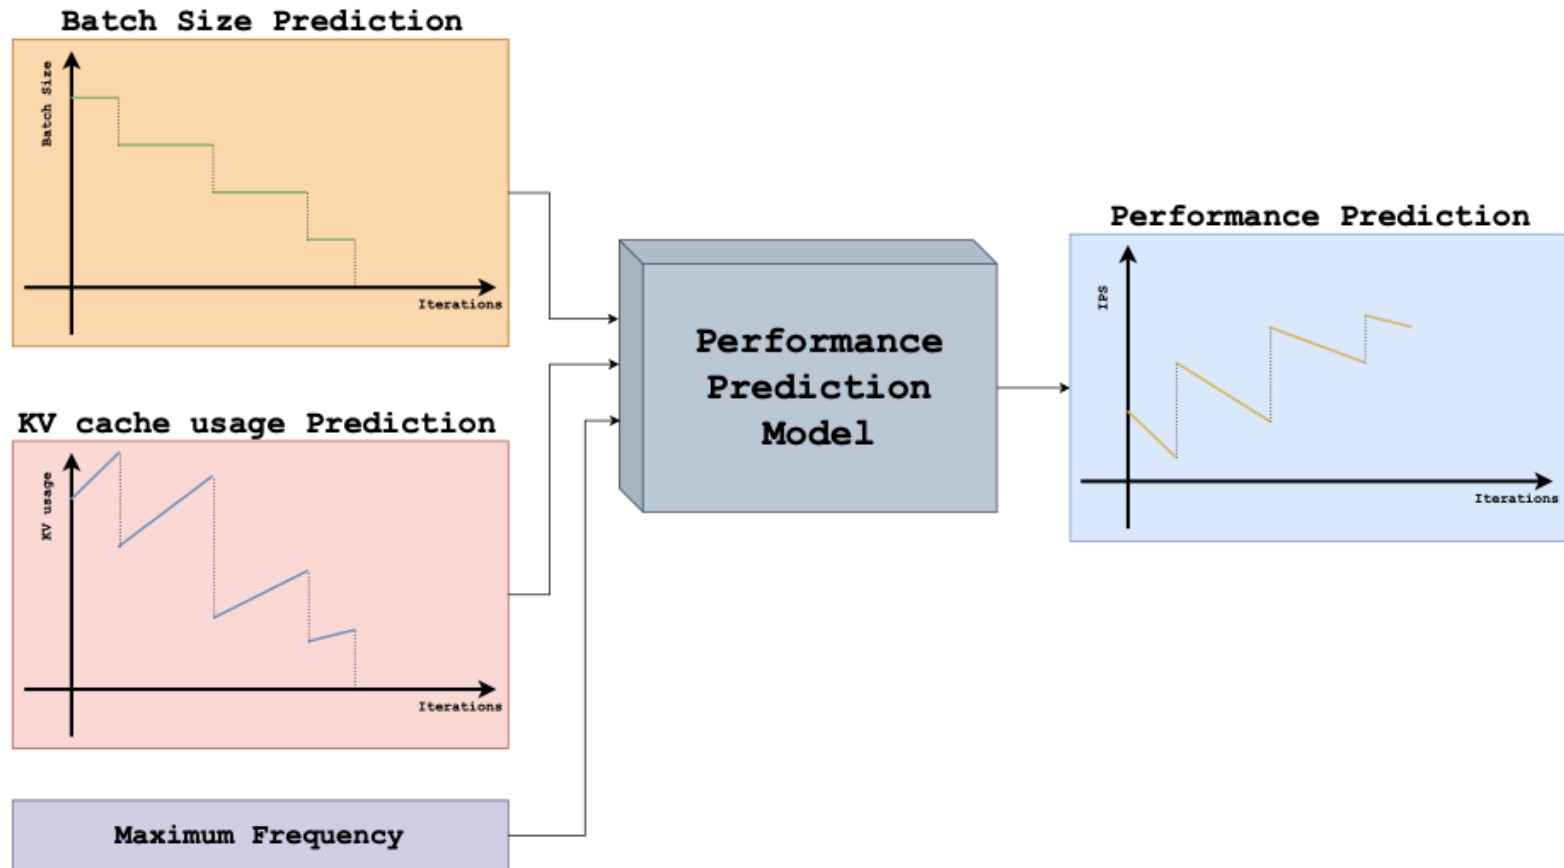 Batch Size Prediction
Batch Size
Iterations
KV cache usage Prediction
KV usage
Iterations
Maximum Frequency
Performance
Prediction
Model
Performance Prediction
IPS
Iterations